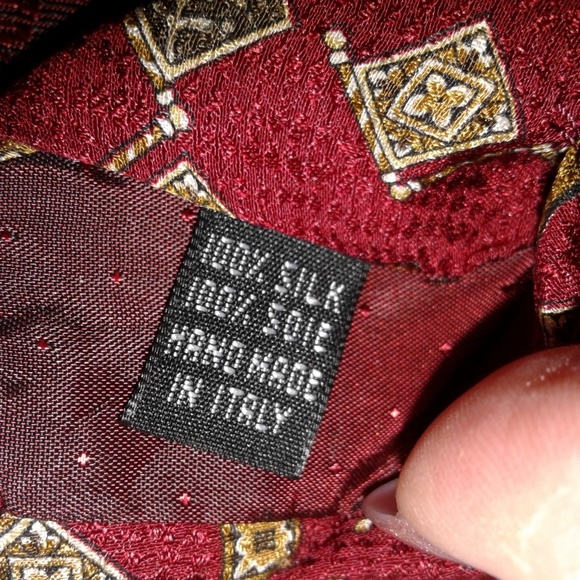 100% SILK
100% SOIE
HAND MADE
IN ITALY